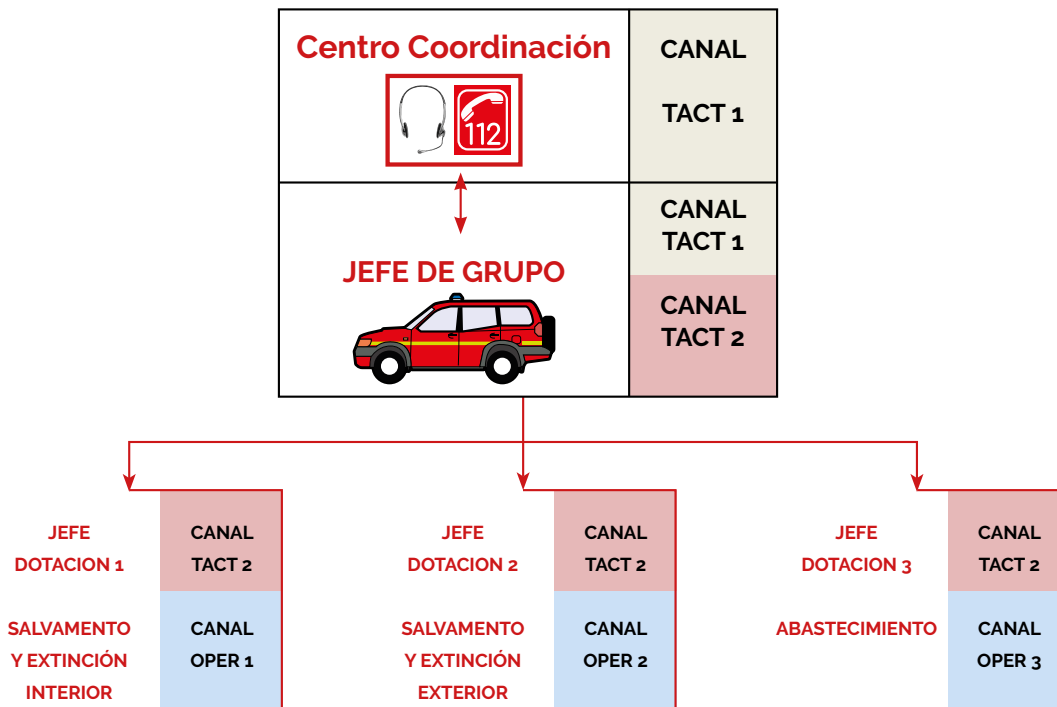 Centro Coordinación
112
CANAL
TACT 1
JEFE DE GRUPO
CANAL
TACT 1
CANAL
TACT 2
JEFE
DOTACION 1
CANAL
TACT 2
SALVAMENTO
Y EXTINCIÓN
INTERIOR
CANAL
OPER 1
JEFE
DOTACION 2
CANAL
TACT 2
SALVAMENTO
Y EXTINCIÓN
EXTERIOR
CANAL
OPER 2
JEFE
DOTACION 3
CANAL
TACT 2
ABASTECIMIENTO
CANAL
OPER 3